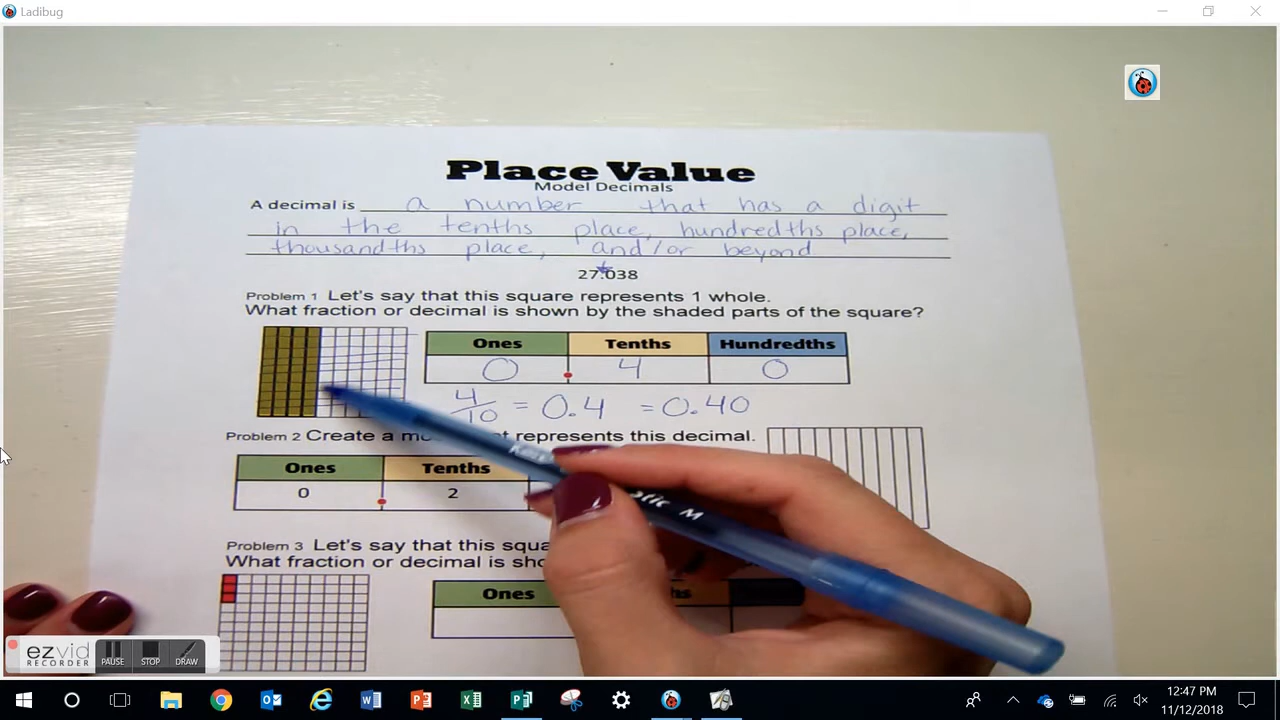 Ladibug
Place Value
Model Decimals
A decimal is a number that has a digit
in the tenths place, hundredths place,
thousandths place, and/or beyond
27.038
Problem 1 Let's say that this square represents 1 whole.
What fraction or decimal is shown by the shaded parts of the square?
Ones Tenths Hundredths
0 . 4 0
4/10 = 0.4 = 0.40
Problem 2 Create a represents this decimal.
Ones Tenths
0 . 2
Problem 3 Let's say that this
What fraction or decimal is
Ones
ezvid
RECORDER
PAUSE STOP DRAW
12:47 PM
11/12/2018